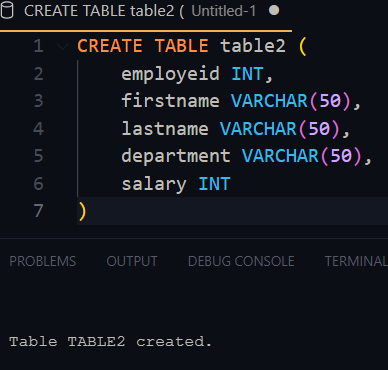 CREATE TABLE table2 ( Untitled-1
1 CREATE TABLE table2 (
2 employeid INT,
3 firstname VARCHAR(50),
4 lastname VARCHAR(50),
5 department VARCHAR(50),
6 salary INT
7 )
PROBLEMS OUTPUT DEBUG CONSOLE TERMINAL
Table TABLE2 created.